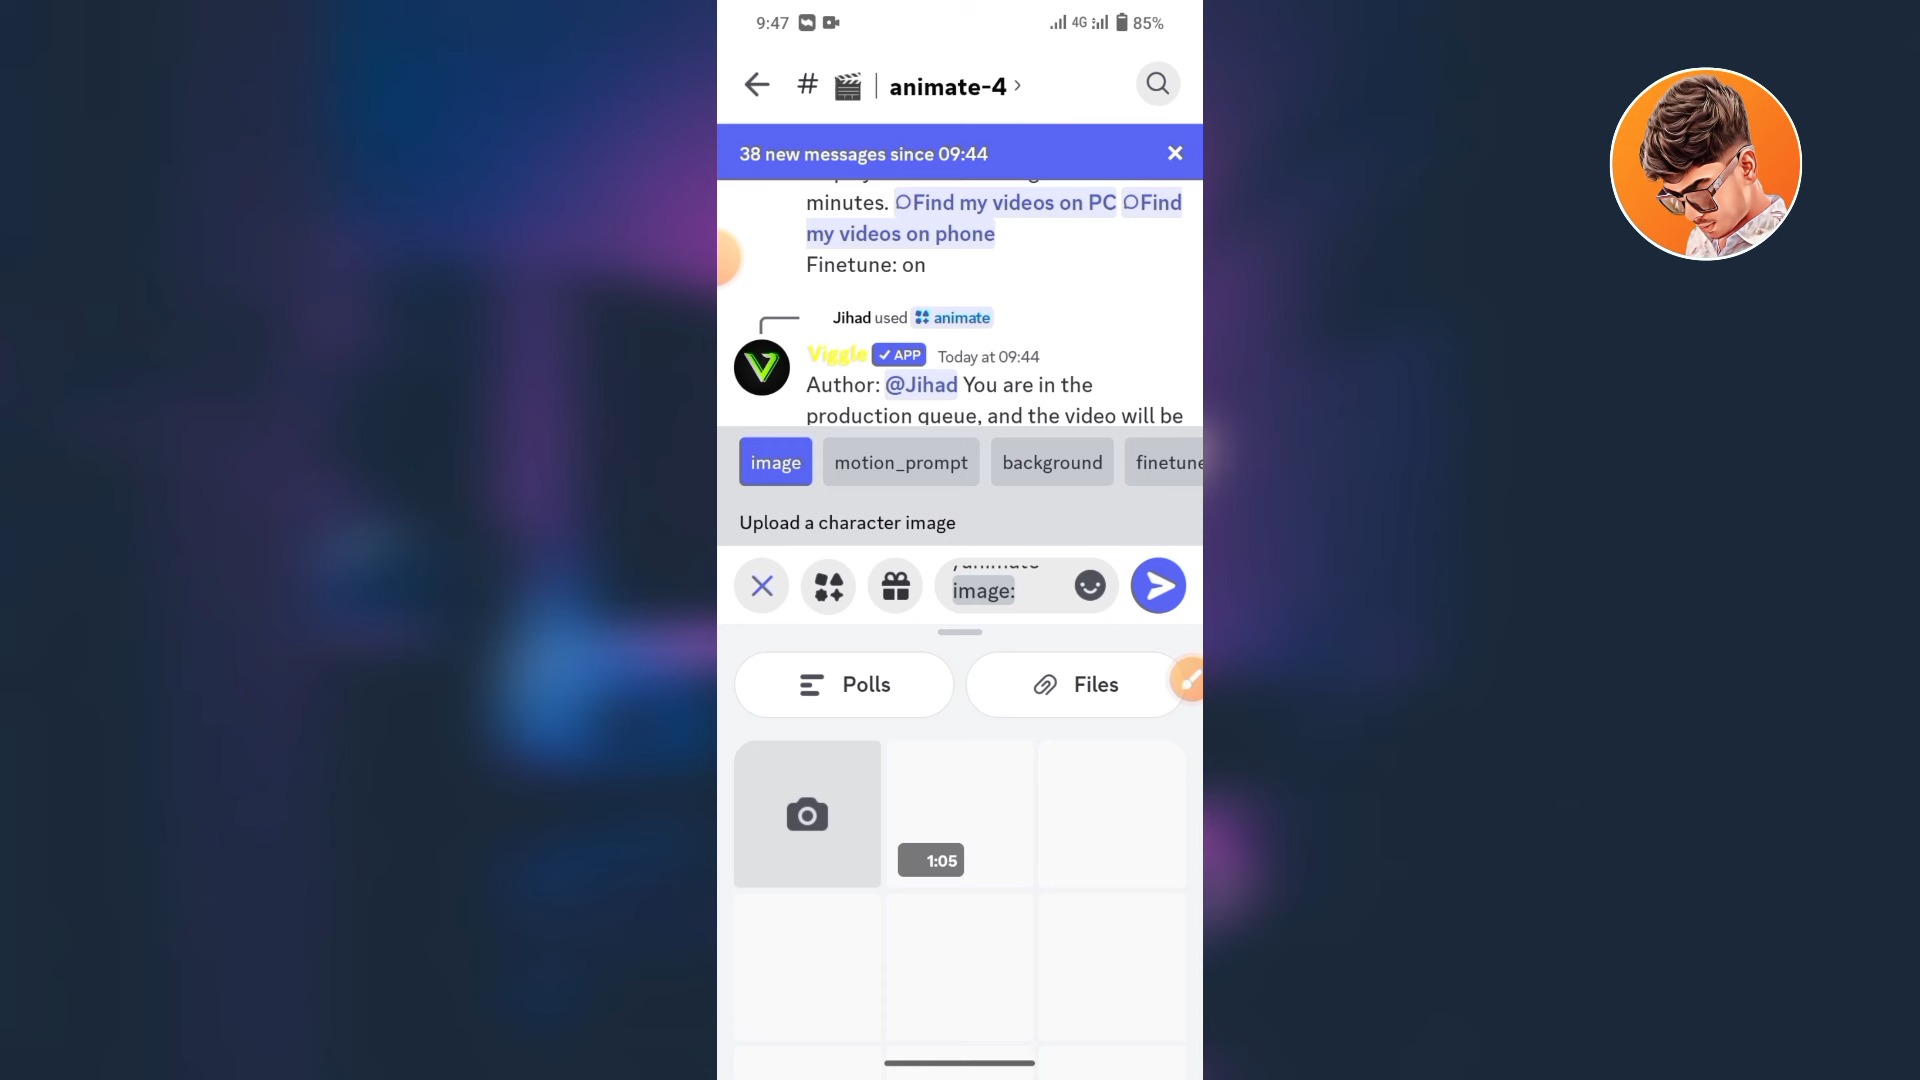 9:47 4G 85%
# | animate-4 ›
38 new messages since 09:44
minutes. Find my videos on PC Find
my videos on phone
Finetune: on
Jihad used animate
Viggle ✓ APP Today at 09:44
Author: @Jihad You are in the
production queue, and the video will be
image motion_prompt background finetune
Upload a character image
/animate
image:
Polls Files
1:05